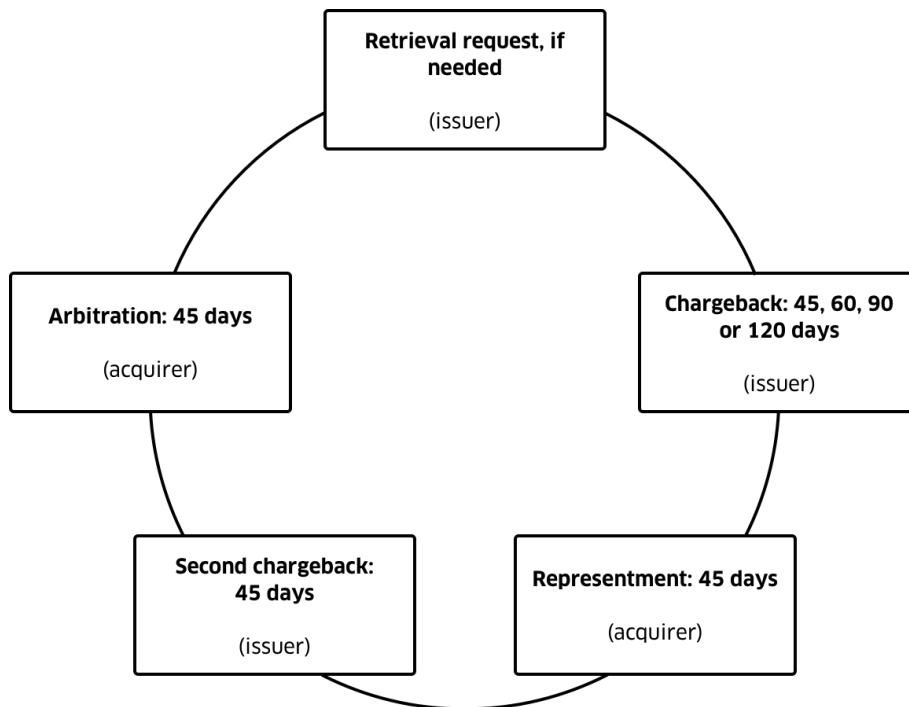 Retrieval request, if
needed
(issuer)
Chargeback: 45, 60, 90
or 120 days
(issuer)
Representment: 45 days
(acquirer)
Second chargeback:
45 days
(issuer)
Arbitration: 45 days
(acquirer)